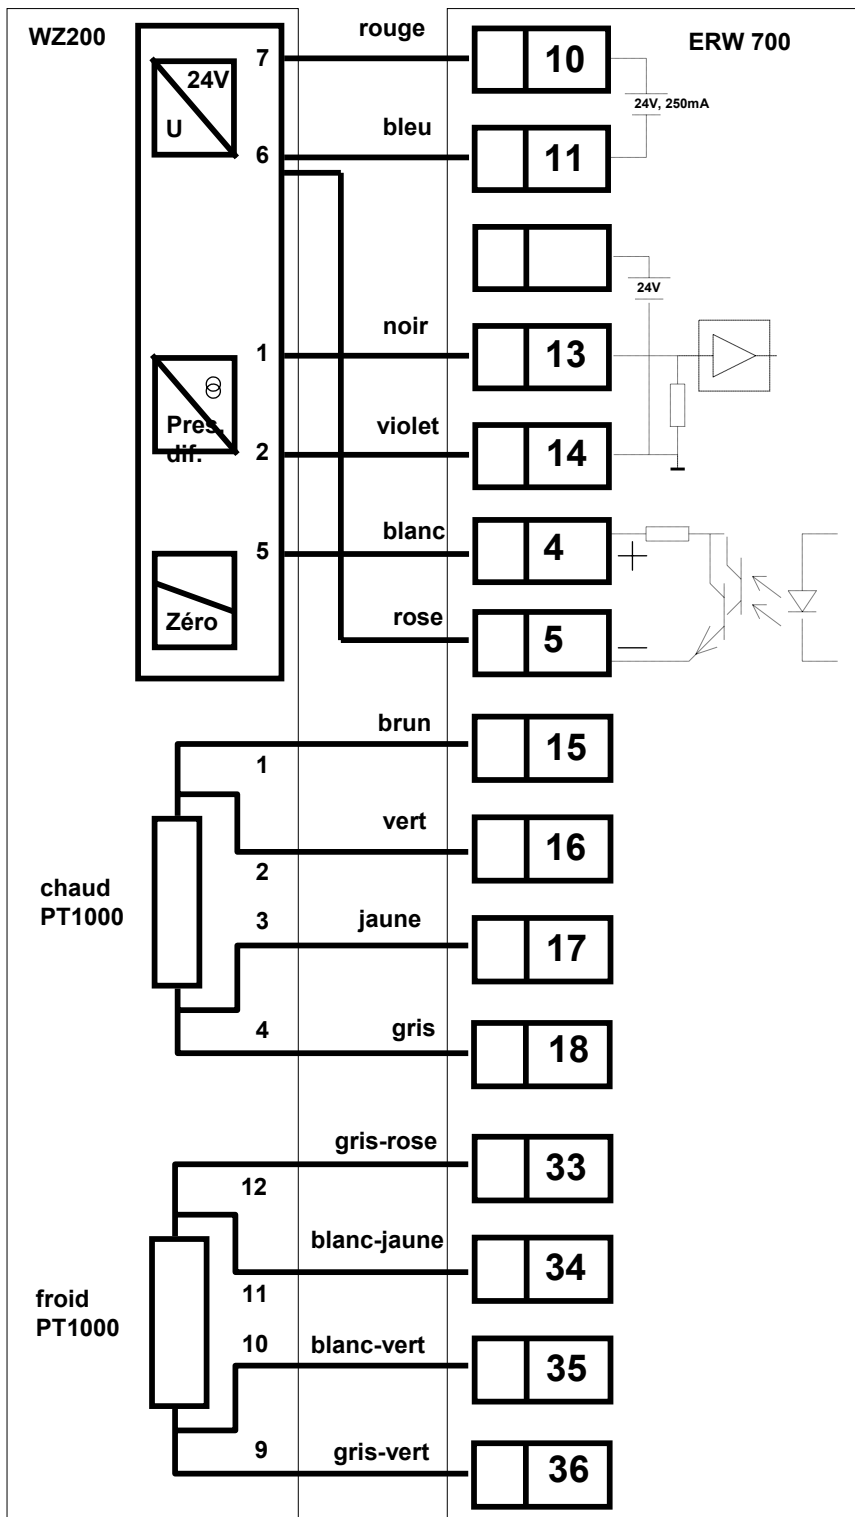 WZ200
rouge
ERW 700
24V
U
7
10
24V, 250mA
bleu
6
11
24V
noir
1
13
Pres.
dif.
violet
2
14
blanc
5
4
+
Zéro
rose
5
−
brun
1
15
vert
2
16
chaud
PT1000
3
jaune
17
4
gris
18
gris-rose
12
33
blanc-jaune
11
34
froid
PT1000
10
blanc-vert
35
9
gris-vert
36